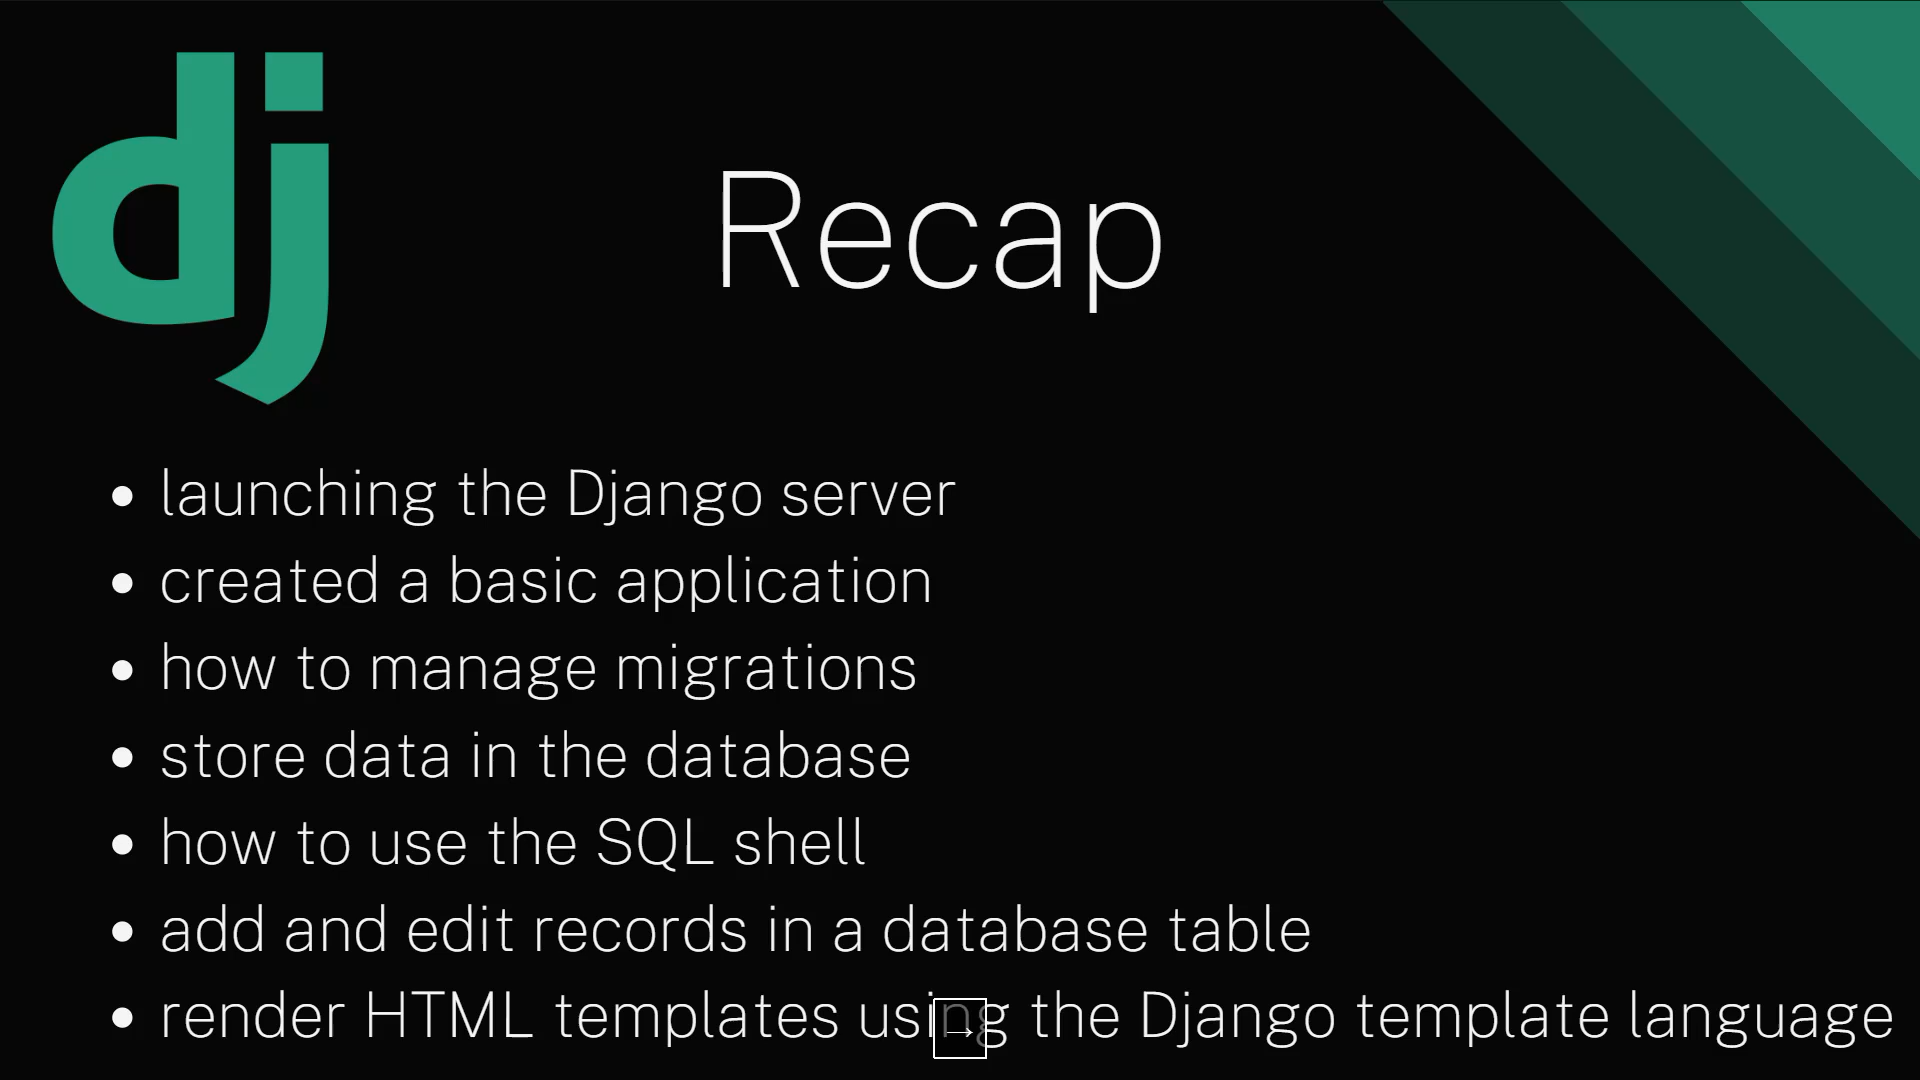 dj
Recap
• launching the Django server
• created a basic application
• how to manage migrations
• store data in the database
• how to use the SQL shell
• add and edit records in a database table
• render HTML templates using the Django template language
→